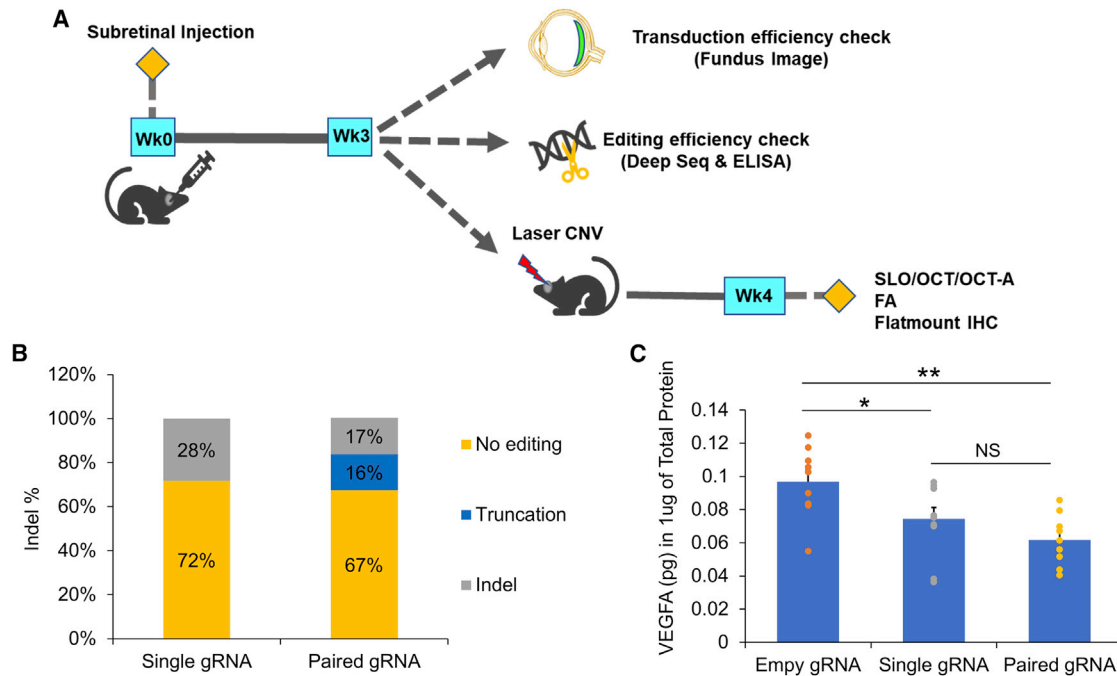 A
Subretinal Injection
Wk0
Wk3
Transduction efficiency check
(Fundus Image)
Editing efficiency check
(Deep Seq & ELISA)
Laser CNV
Wk4
SLO/OCT/OCT-A
FA
Flatmount IHC
B
Indel %
120%
100%
80%
60%
40%
20%
0%
28%
72%
17%
16%
67%
Single gRNA
Paired gRNA
No editing
Truncation
Indel
C
VEGFA (pg) in 1ug of Total Protein
0.14
0.12
0.1
0.08
0.06
0.04
0.02
0
**
*
NS
Empy gRNA
Single gRNA
Paired gRNA